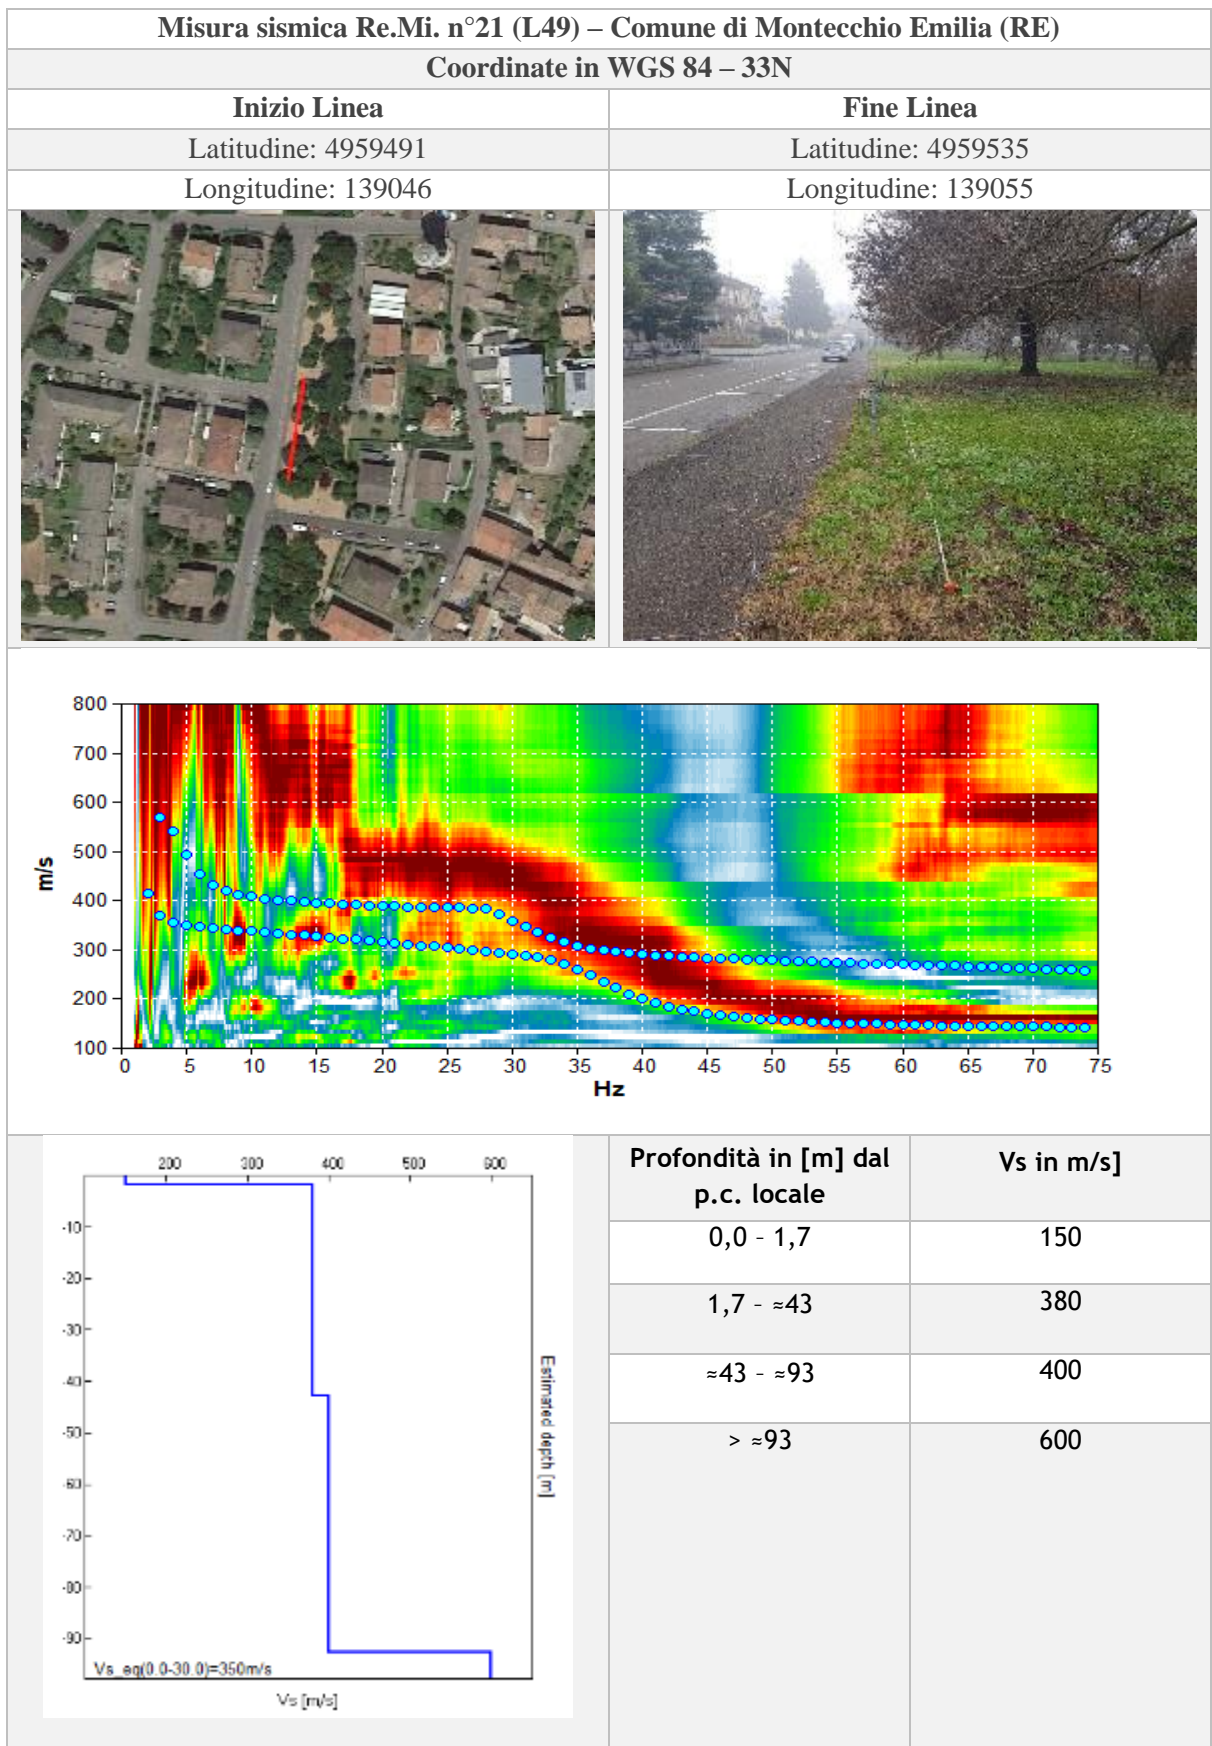 Misura sismica Re.Mi. n°21 (L49) – Comune di Montecchio Emilia (RE)
Coordinate in WGS 84 – 33N
Inizio Linea
Fine Linea
Latitudine: 4959491
Latitudine: 4959535
Longitudine: 139046
Longitudine: 139055
800
700
600
500
400
300
200
100
m/s
0 5 10 15 20 25 30 35 40 45 50 55 60 65 70 75
Hz
200 300 400 500 600
-10
-20
-30
-40
-50
-60
-70
-80
-90
Estimated depth [m]
Vs_eq(0.0-30.0)=350m/s
Vs [m/s]
Profondità in [m] dal
p.c. locale
Vs in m/s]
0,0 – 1,7
150
1,7 – ≈43
380
≈43 – ≈93
400
> ≈93
600